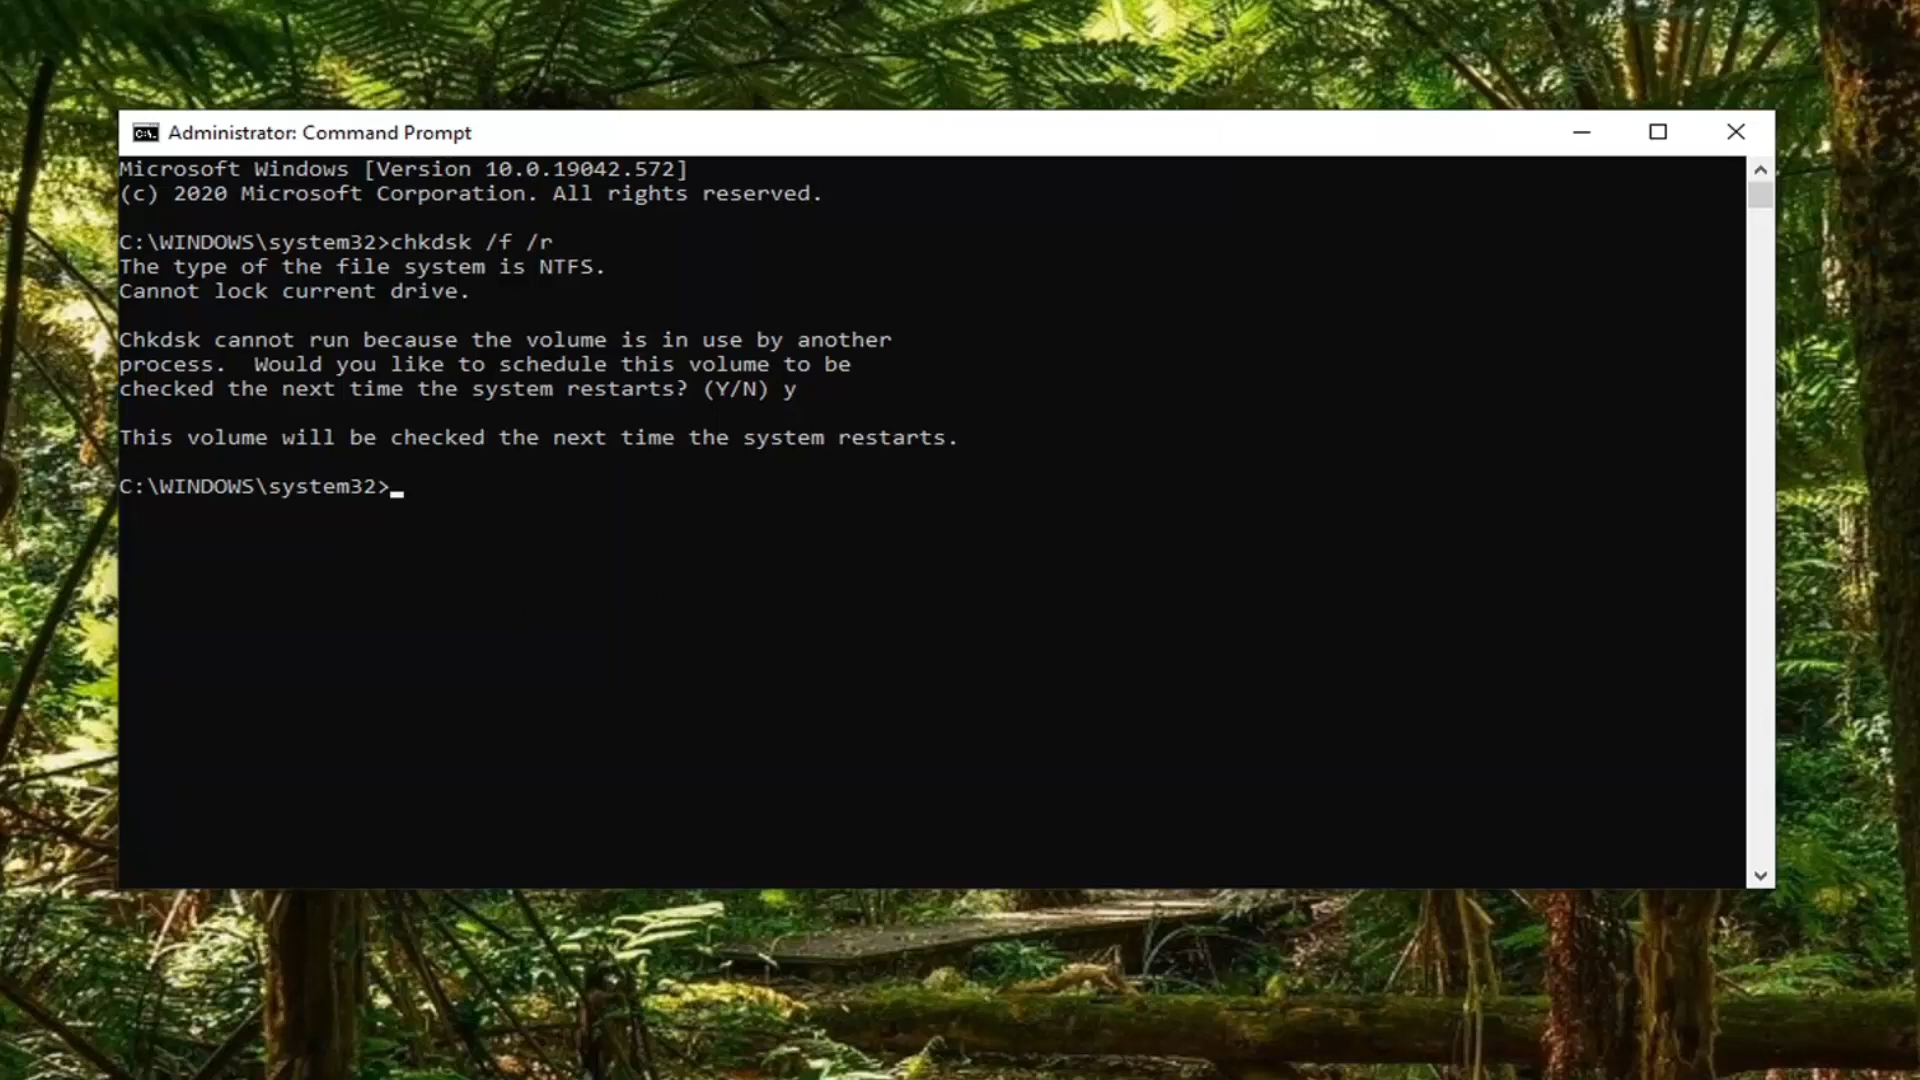 Administrator: Command Prompt
Microsoft Windows [Version 10.0.19042.572]
(c) 2020 Microsoft Corporation. All rights reserved.
C:\WINDOWS\system32>chkdsk /f /r
The type of the file system is NTFS.
Cannot lock current drive.
Chkdsk cannot run because the volume is in use by another
process.  Would you like to schedule this volume to be
checked the next time the system restarts? (Y/N) y
This volume will be checked the next time the system restarts.
C:\WINDOWS\system32>